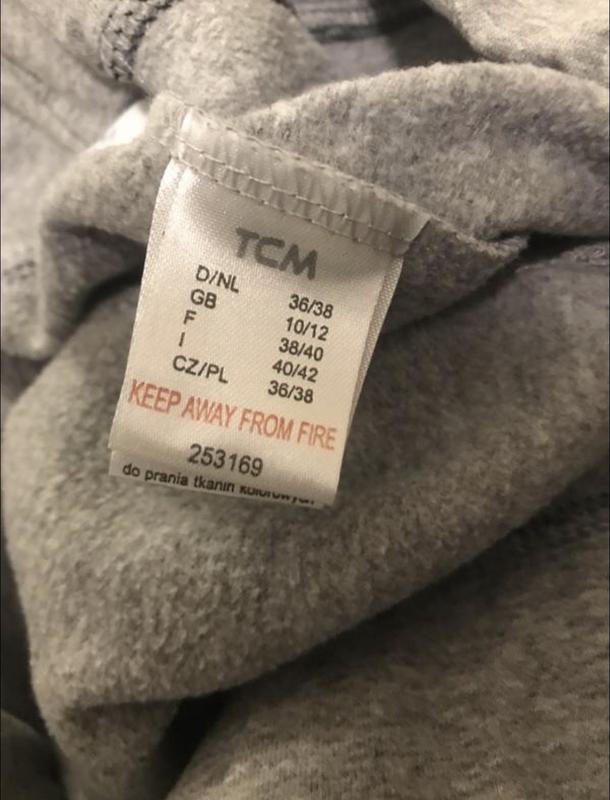 TCM
D/NL 36/38
GB 10/12
F 38/40
I 40/42
CZ/PL 36/38
KEEP AWAY FROM FIRE
253169
do prania tkanin kolorowych